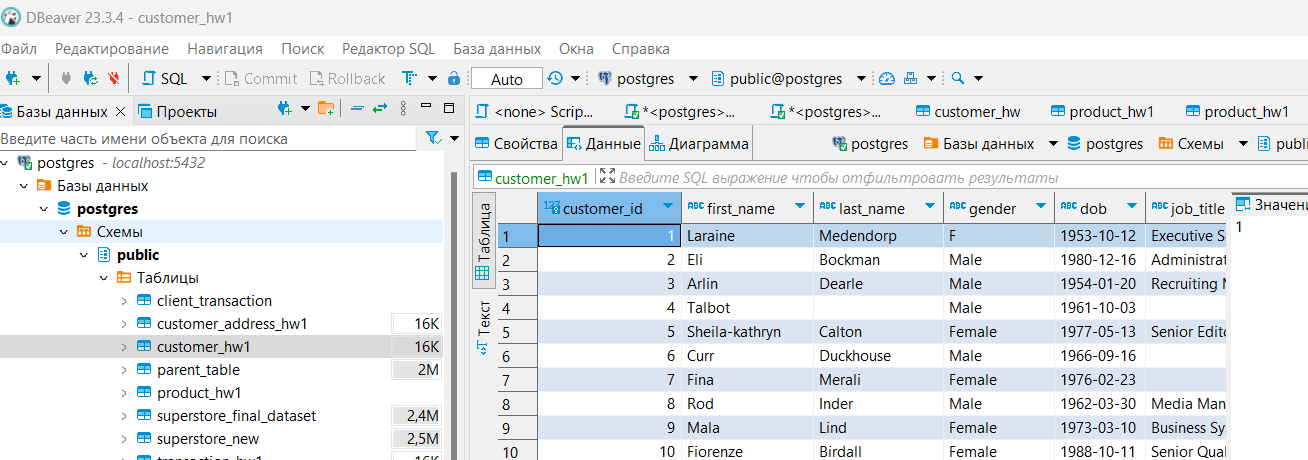 DBeaver 23.3.4 - customer_hw1
Файл Редактирование Навигация Поиск Редактор SQL База данных Окна Справка
SQL Commit Rollback Auto postgres public@postgres
Базы данных Проекты
<none> Scrip... *<postgres>... *<postgres>... customer_hw product_hw1 product_hw1
Введите часть имени объекта для поиска
Свойства Данные Диаграмма postgres Базы данных postgres Схемы publi
postgres - localhost:5432
Базы данных
postgres
Схемы
public
Таблицы
client_transaction
customer_address_hw1 16K
customer_hw1 16K
parent_table 2M
product_hw1
superstore_final_dataset 2,4M
superstore_new 2,5M
transaction_hw1 16K
customer_hw1 Введите SQL выражение чтобы отфильтровать результаты
Таблица
Текст
123 customer_id ABC first_name ABC last_name ABC gender ABC dob ABC job_title
1 1 Laraine Medendorp F 1953-10-12 Executive S
2 2 Eli Bockman Male 1980-12-16 Administrat
3 3 Arlin Dearle Male 1954-01-20 Recruiting M
4 4 Talbot Male 1961-10-03
5 5 Sheila-kathryn Calton Female 1977-05-13 Senior Edito
6 6 Curr Duckhouse Male 1966-09-16
7 7 Fina Merali Female 1976-02-23
8 8 Rod Inder Male 1962-03-30 Media Man
9 9 Mala Lind Female 1973-03-10 Business Sy
10 10 Fiorenze Birdall Female 1988-10-11 Senior Qual
Значени
1